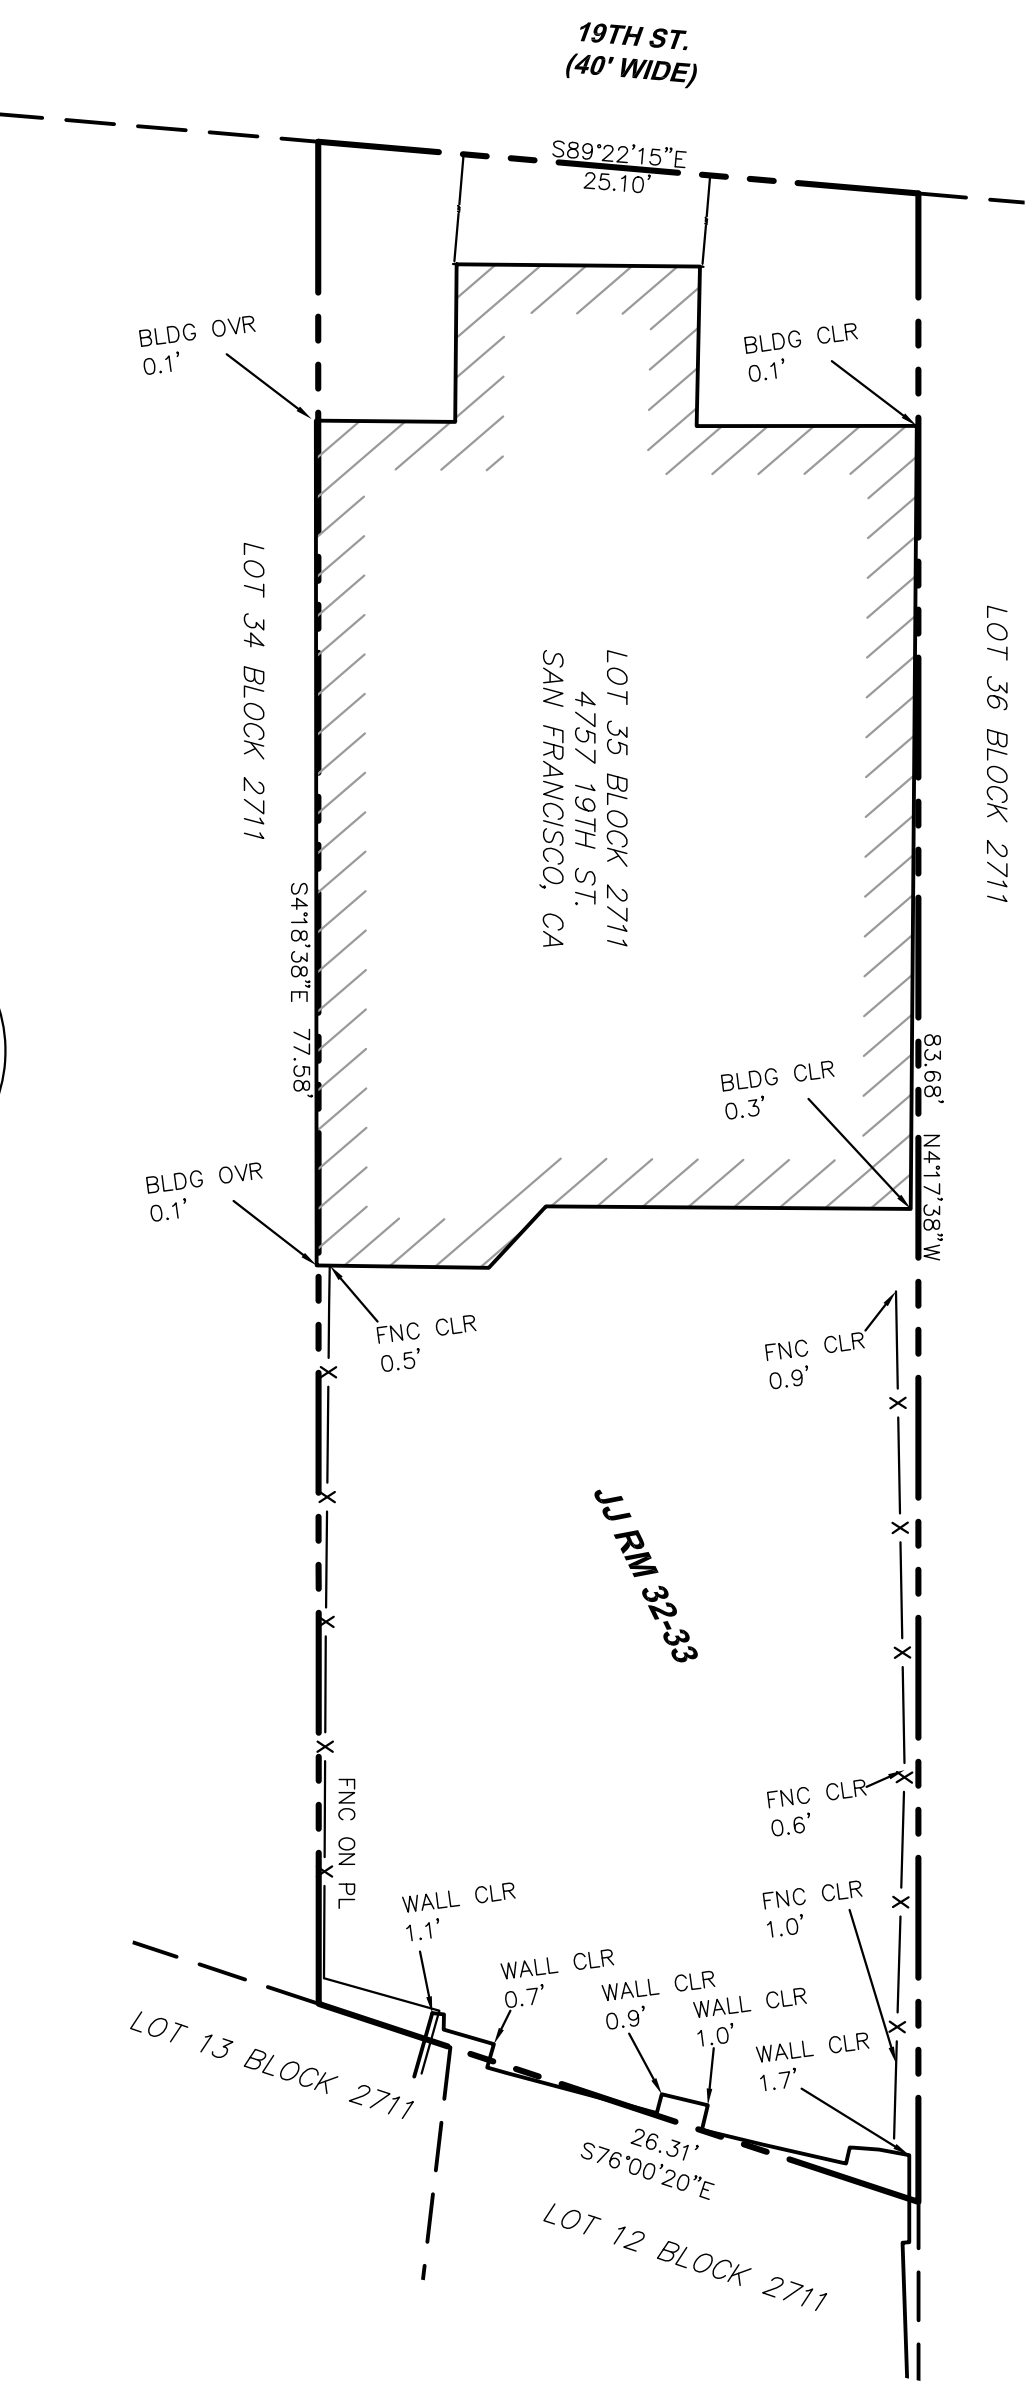 19TH ST.
(40' WIDE)
S89°22'15"E
25.10'
BLDG OVR
0.1'
BLDG CLR
0.1'
LOT 34 BLOCK 2711
LOT 36 BLOCK 2711
LOT 35 BLOCK 2711
4757 19TH ST.
SAN FRANCISCO, CA
S4°18'38"E 77.58'
83.68' N4°17'38"W
BLDG CLR
0.3'
BLDG OVR
0.1'
FNC CLR
0.5'
FNC CLR
0.9'
JJ RM 32-33
FNC CLR
0.6'
FNC ON PL
FNC CLR
1.0'
WALL CLR
1.1'
WALL CLR
0.7'
WALL CLR
0.9'
WALL CLR
1.0'
WALL CLR
1.7'
LOT 13 BLOCK 2711
26.31'
S76°00'20"E
LOT 12 BLOCK 2711